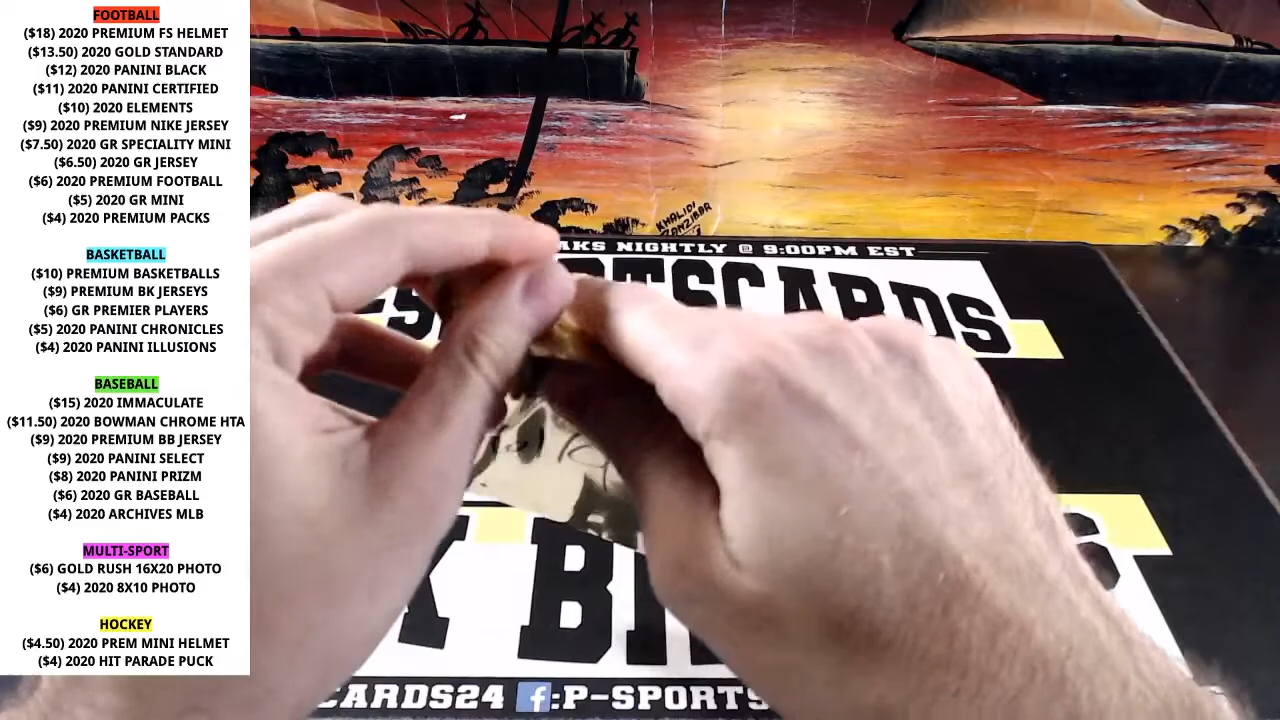 FOOTBALL
($18) 2020 PREMIUM FS HELMET
($13.50) 2020 GOLD STANDARD
($12) 2020 PANINI BLACK
($11) 2020 PANINI CERTIFIED
($10) 2020 ELEMENTS
($9) 2020 PREMIUM NIKE JERSEY
($7.50) 2020 GR SPECIALITY MINI
($6.50) 2020 GR JERSEY
($6) 2020 PREMIUM FOOTBALL
($5) 2020 GR MINI
($4) 2020 PREMIUM PACKS
BASKETBALL
($10) PREMIUM BASKETBALLS
($9) PREMIUM BK JERSEYS
($6) GR PREMIER PLAYERS
($5) 2020 PANINI CHRONICLES
($4) 2020 PANINI ILLUSIONS
BASEBALL
($15) 2020 IMMACULATE
($11.50) 2020 BOWMAN CHROME HTA
($9) 2020 PREMIUM BB JERSEY
($9) 2020 PANINI SELECT
($8) 2020 PANINI PRIZM
($6) 2020 GR BASEBALL
($4) 2020 ARCHIVES MLB
MULTI-SPORT
($6) GOLD RUSH 16X20 PHOTO
($4) 2020 8X10 PHOTO
HOCKEY
($4.50) 2020 PREM MINI HELMET
($4) 2020 HIT PARADE PUCK
KHALIDI
ZANZIBAR
AKS NIGHTLY @ 9:00PM EST
RTSCARDS
CARDS24 f:P-SPORTS